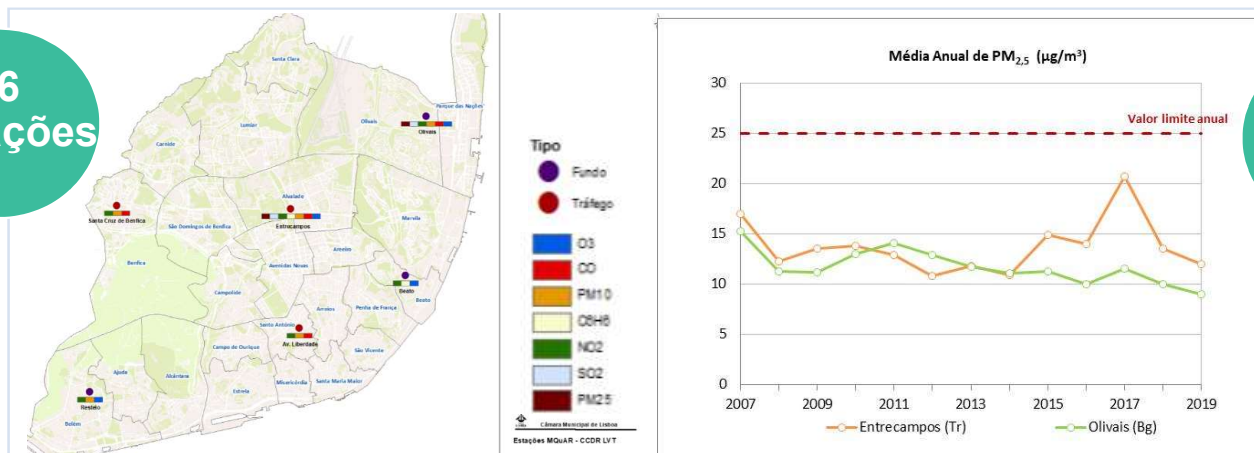 6
ções
Santa Clara
Parque das Nações
Olivais
Olivais
Lumiar
Carnide
Alvalade
Santa Cruz de Benfica
Entrecampos
São Domingos de Benfica
Marvila
Areeiro
Avenidas Novas
Benfica
Beato
Campolide
Beato
Arroios
Penha de França
Santo António
Av. Liberdade
Campo de Ourique
São Vicente
Ajuda
Alcântara
Misericórdia
Santa Maria Maior
Estrela
Restelo
Belém
Tipo
Fundo
Tráfego
O3
CO
PM10
C6H6
NO2
SO2
PM25
Câmara Municipal de Lisboa
Estações MQuAR - CCDR LVT
Média Anual de PM2,5 (µg/m³)
30
25
20
15
10
5
0
Valor limite anual
2007 2009 2011 2013 2015 2017 2019
Entrecampos (Tr) Olivais (Bg)